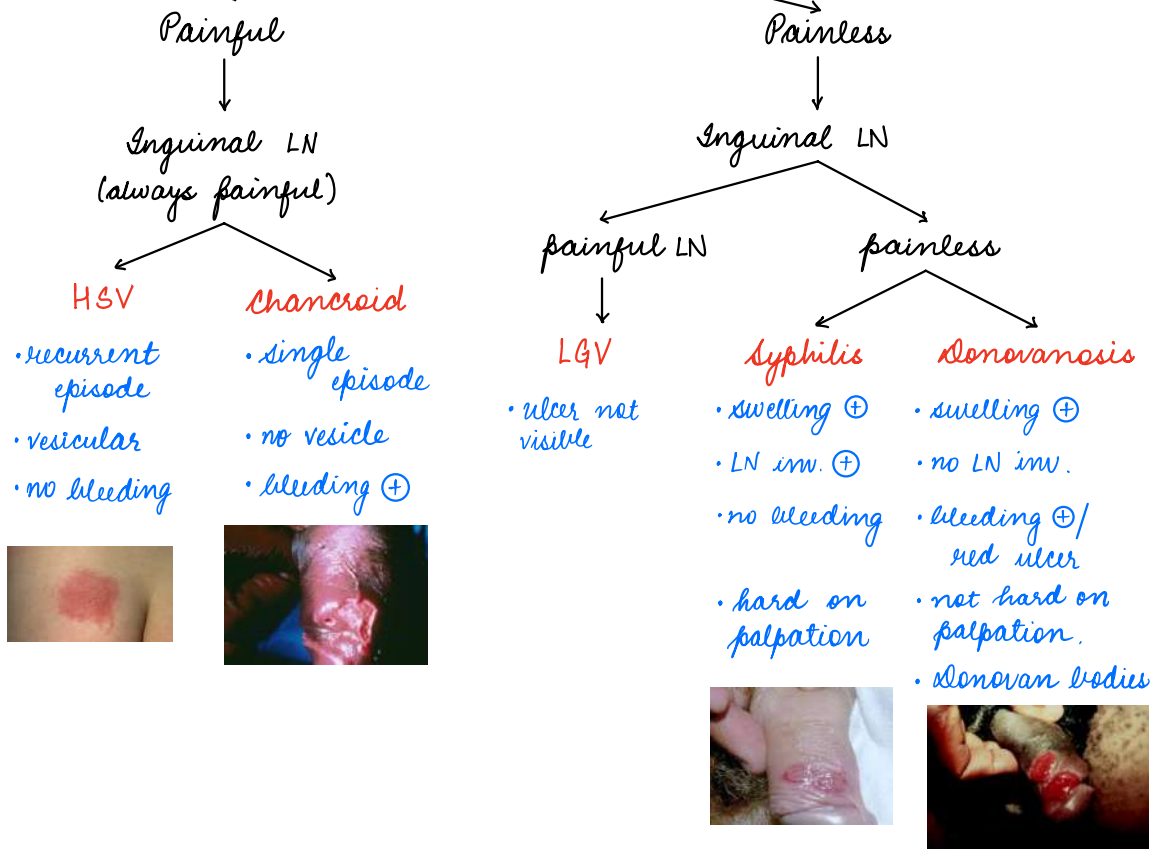 Painful
Inguinal LN
(always painful)
HSV
• recurrent
episode
• vesicular
• no bleeding
Chancroid
• single
episode
• no vesicle
• bleeding ⊕
Painless
Inguinal LN
painful LN
LGV
• ulcer not
visible
painless
Syphilis
• swelling ⊕
• LN inv. ⊕
• no bleeding
• hard on
palpation
Donovanosis
• swelling ⊕
• no LN inv.
• bleeding ⊕/
red ulcer
• not hard on
palpation.
• Donovan bodies